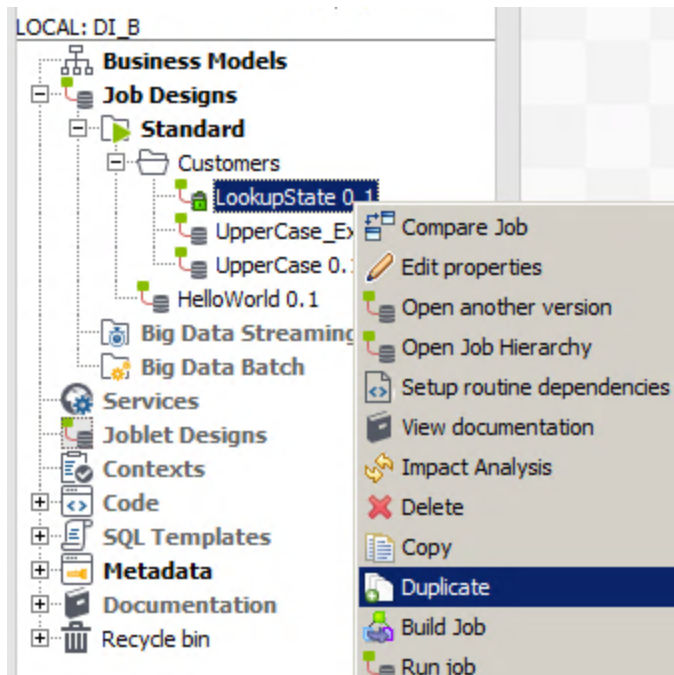 LOCAL: DI_B
Business Models
Job Designs
Standard
Customers
LookupState 0.1
UpperCase_Ex
UpperCase 0.
HelloWorld 0.1
Big Data Streaming
Big Data Batch
Services
Joblet Designs
Contexts
Code
SQL Templates
Metadata
Documentation
Recycle bin
Compare Job
Edit properties
Open another version
Open Job Hierarchy
Setup routine dependencies
View documentation
Impact Analysis
Delete
Copy
Duplicate
Build Job
Run job